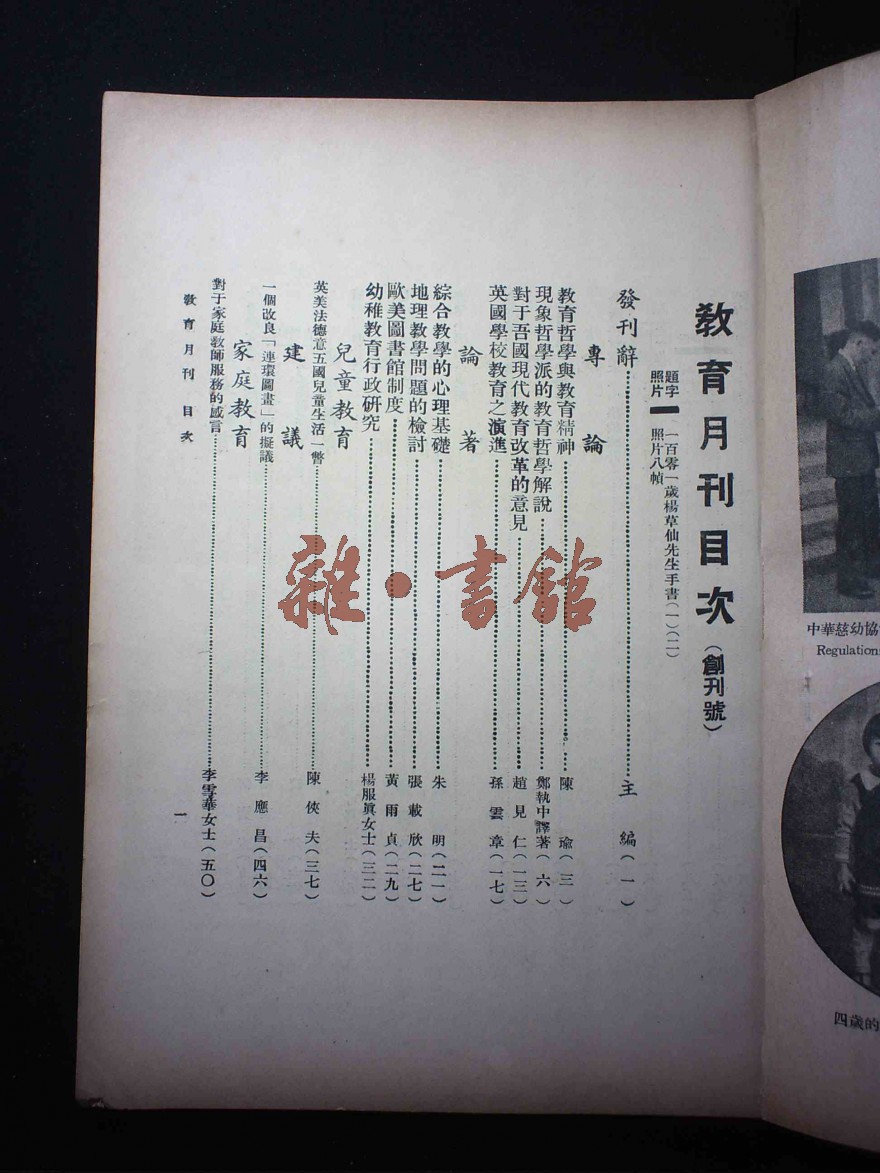 教育月刊目次（創刊號）
題字
照片
一百零一歲楊草仙先生手書（一）（二）
照片八幀
發刊辭……主編（一）
專論
教育哲學與教育精神……陳瑜（三）
現象哲學派的教育哲學解說……鄭執中譯著（六）
對于吾國現代教育改革的意見……趙見仁（一三）
英國學校教育之演進……孫雲章（一七）
論著
綜合教學的心理基礎……朱明（二一）
地理教學問題的檢討……張載欣（二七）
歐美圖書館制度……黃雨貞（二九）
幼稚教育行政研究……楊服眞女士（三二）
兒童教育
英美法德意五國兒童生活一瞥……陳俠夫（三七）
建議
一個改良「連環圖畫」的擬議……李應昌（四六）
家庭教育
對于家庭教師服務的感言……李雪華女士（五〇）
教育月刊 目次
一
雜·書館
中華慈幼協
Regulation
四歲的